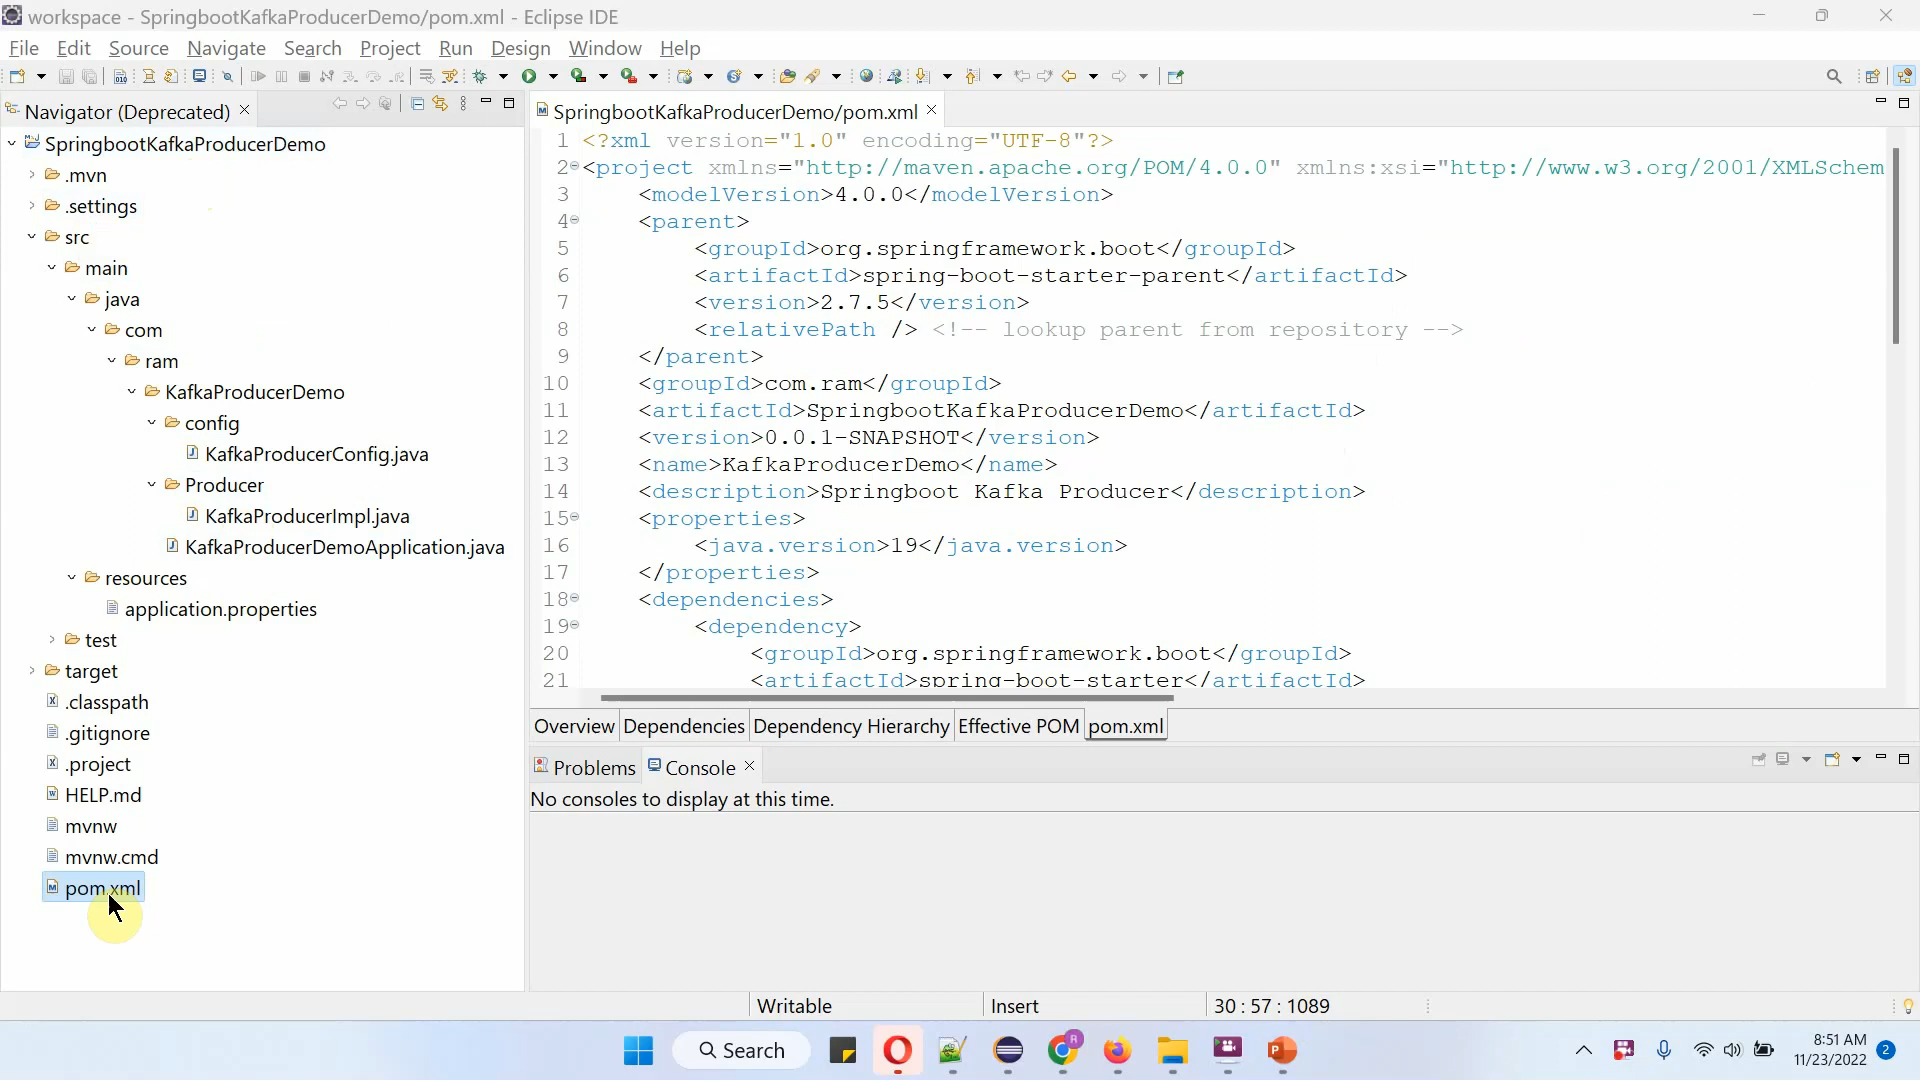 workspace - SpringbootKafkaProducerDemo/pom.xml - Eclipse IDE
File Edit Source Navigate Search Project Run Design Window Help
Navigator (Deprecated)
SpringbootKafkaProducerDemo
.mvn
.settings
src
main
java
com
ram
KafkaProducerDemo
config
KafkaProducerConfig.java
Producer
KafkaProducerImpl.java
KafkaProducerDemoApplication.java
resources
application.properties
test
target
.classpath
.gitignore
.project
HELP.md
mvnw
mvnw.cmd
pom.xml
SpringbootKafkaProducerDemo/pom.xml
1 <?xml version="1.0" encoding="UTF-8"?>
2 <project xmlns="http://maven.apache.org/POM/4.0.0" xmlns:xsi="http://www.w3.org/2001/XMLSchem
3 <modelVersion>4.0.0</modelVersion>
4 <parent>
5 <groupId>org.springframework.boot</groupId>
6 <artifactId>spring-boot-starter-parent</artifactId>
7 <version>2.7.5</version>
8 <relativePath /> <!-- lookup parent from repository -->
9 </parent>
10 <groupId>com.ram</groupId>
11 <artifactId>SpringbootKafkaProducerDemo</artifactId>
12 <version>0.0.1-SNAPSHOT</version>
13 <name>KafkaProducerDemo</name>
14 <description>Springboot Kafka Producer</description>
15 <properties>
16 <java.version>19</java.version>
17 </properties>
18 <dependencies>
19 <dependency>
20 <groupId>org.springframework.boot</groupId>
21 <artifactId>spring-boot-starter</artifactId>
Overview Dependencies Dependency Hierarchy Effective POM pom.xml
Problems Console
No consoles to display at this time.
Writable Insert 30 : 57 : 1089
Search
8:51 AM
11/23/2022
2